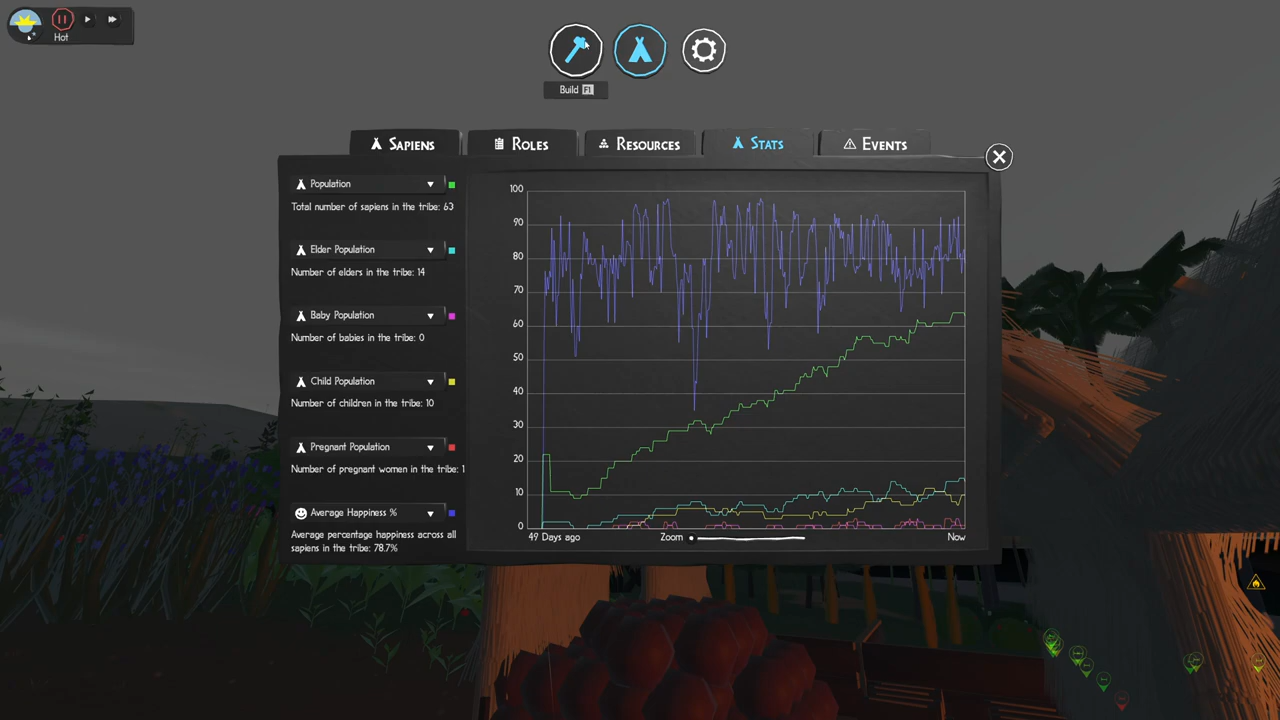 Hot
Build F1
Sapiens
Roles
Resources
Stats
Events
Population
Total number of sapiens in the tribe: 63
Elder Population
Number of elders in the tribe: 14
Baby Population
Number of babies in the tribe: 0
Child Population
Number of children in the tribe: 10
Pregnant Population
Number of pregnant women in the tribe: 1
Average Happiness %
Average percentage happiness across all
sapiens in the tribe: 78.7%
100
90
80
70
60
50
40
30
20
10
0
49 Days ago
Zoom
Now